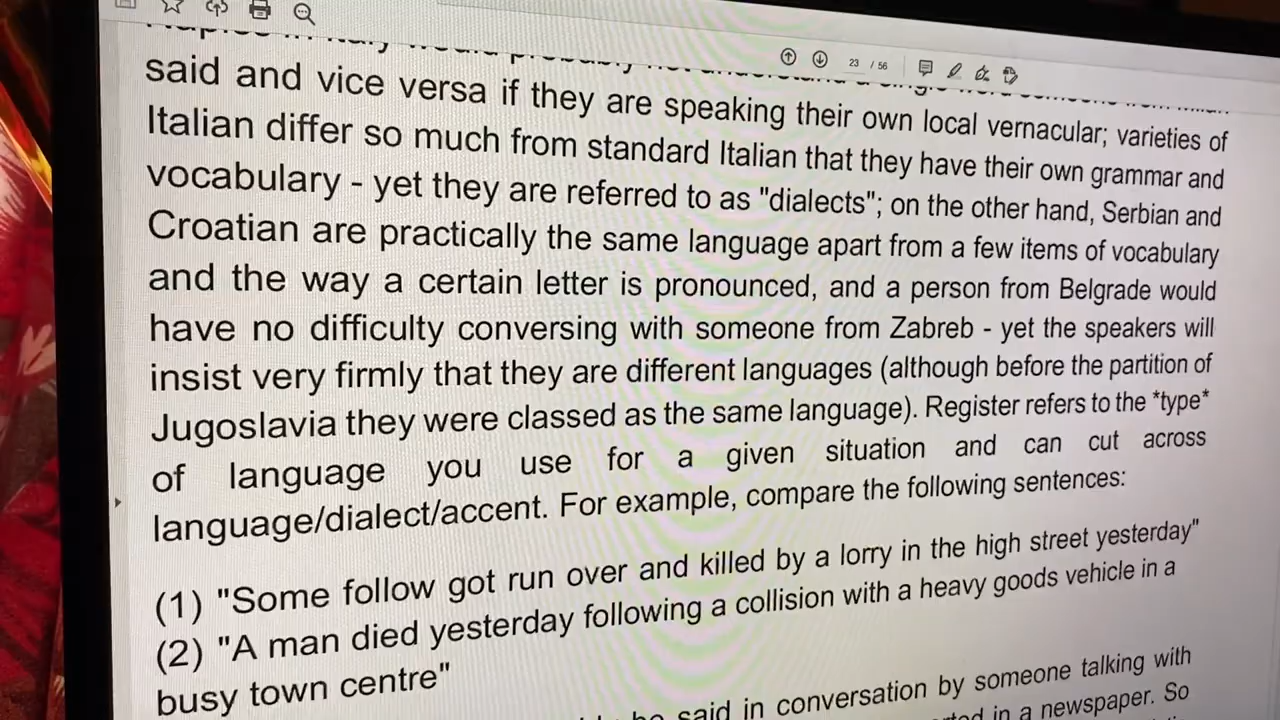 23 / 56
said and vice versa if they are speaking their own local vernacular; varieties of
Italian differ so much from standard Italian that they have their own grammar and
vocabulary - yet they are referred to as "dialects"; on the other hand, Serbian and
Croatian are practically the same language apart from a few items of vocabulary
and the way a certain letter is pronounced, and a person from Belgrade would
have no difficulty conversing with someone from Zabreb - yet the speakers will
insist very firmly that they are different languages (although before the partition of
Jugoslavia they were classed as the same language). Register refers to the *type*
of language you use for a given situation and can cut across
language/dialect/accent. For example, compare the following sentences:
(1) "Some follow got run over and killed by a lorry in the high street yesterday"
(2) "A man died yesterday following a collision with a heavy goods vehicle in a
busy town centre"
said in conversation by someone talking with
in a newspaper. So